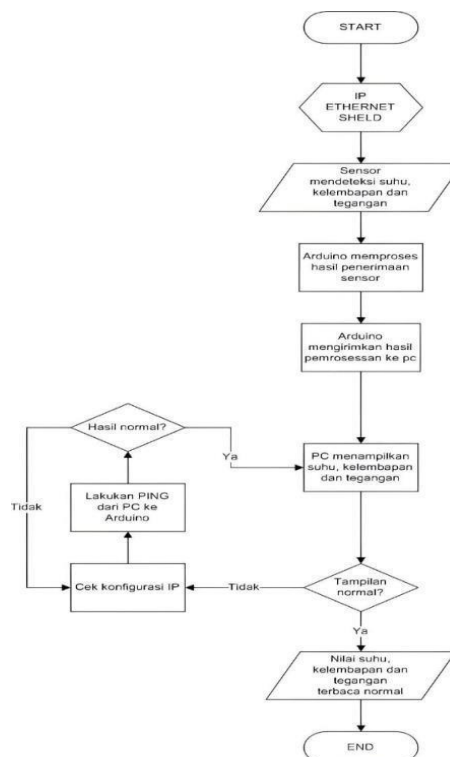 START
IP
ETHERNET
SHELD
Sensor
mendeteksi suhu,
kelembapan dan
tegangan
Arduino memproses
hasil penerimaan
sensor
Arduino
mengirimkan hasil
pemrosessan ke pc
Hasil normal?
Ya
PC menampilkan
suhu, kelembapan
dan tegangan
Tidak
Lakukan PING
dari PC ke
Arduino
Cek konfigurasi IP
Tidak
Tampilan
normal?
Ya
Nilai suhu,
kelembapan dan
tegangan
terbaca normal
END